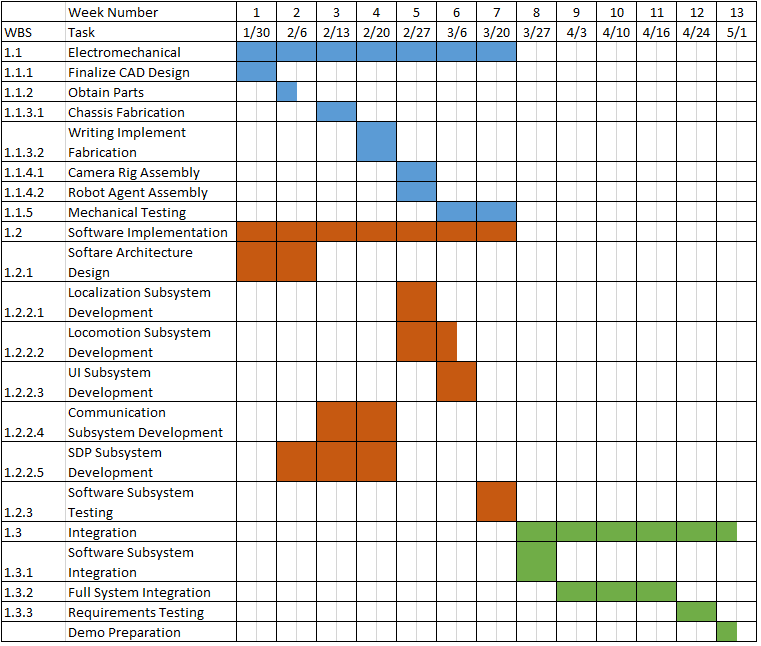 Week Number 1 2 3 4 5 6 7 8 9 10 11 12 13
WBS Task 1/30 2/6 2/13 2/20 2/27 3/6 3/20 3/27 4/3 4/10 4/16 4/24 5/1
1.1 Electromechanical
1.1.1 Finalize CAD Design
1.1.2 Obtain Parts
1.1.3.1 Chassis Fabrication
Writing Implement
1.1.3.2 Fabrication
1.1.4.1 Camera Rig Assembly
1.1.4.2 Robot Agent Assembly
1.1.5 Mechanical Testing
1.2 Software Implementation
Softare Architecture
1.2.1 Design
Localization Subsystem
1.2.2.1 Development
Locomotion Subsystem
1.2.2.2 Development
UI Subsystem
1.2.2.3 Development
Communication
1.2.2.4 Subsystem Development
SDP Subsystem
1.2.2.5 Development
Software Subsystem
1.2.3 Testing
1.3 Integration
Software Subsystem
1.3.1 Integration
1.3.2 Full System Integration
1.3.3 Requirements Testing
Demo Preparation